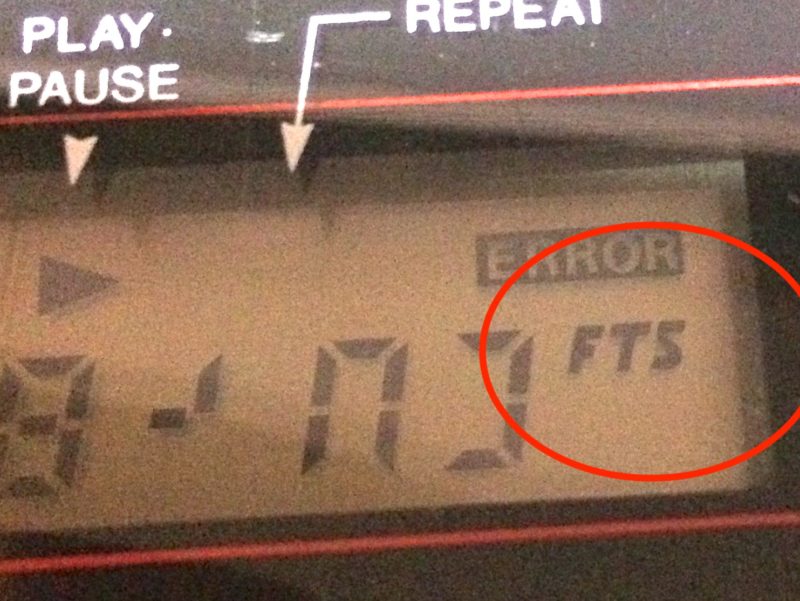 REPEAT
PLAY·
PAUSE
ERROR
FTS